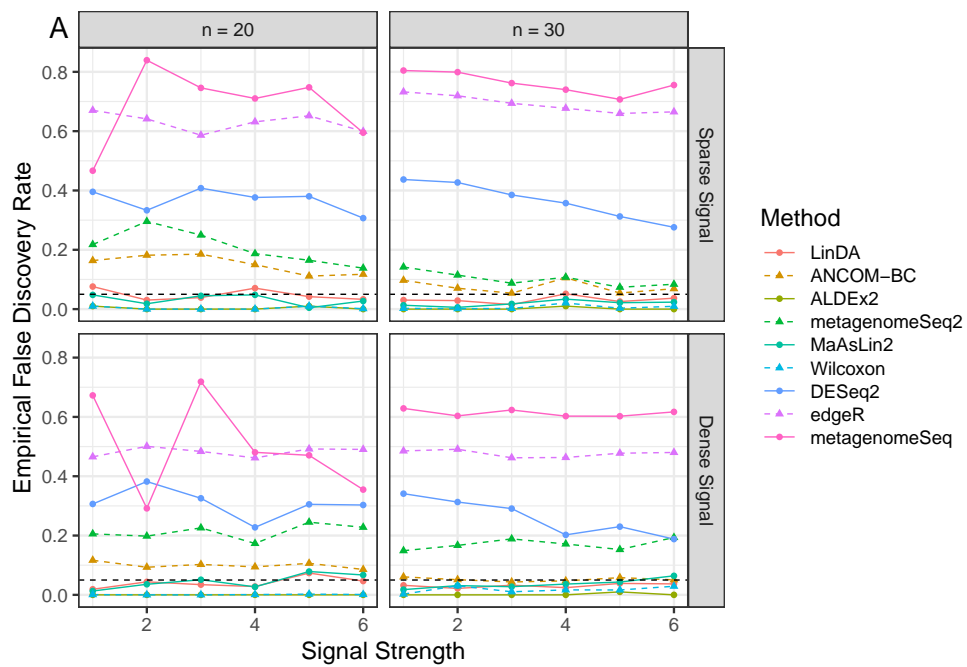 A
n = 20
n = 30
Empirical False Discovery Rate
0.8
0.6
0.4
0.2
0.0
Sparse Signal
0.8
0.6
0.4
0.2
0.0
Dense Signal
2
4
6
2
4
6
Signal Strength
Method
LinDA
ANCOM−BC
ALDEx2
metagenomeSeq2
MaAsLin2
Wilcoxon
DESeq2
edgeR
metagenomeSeq